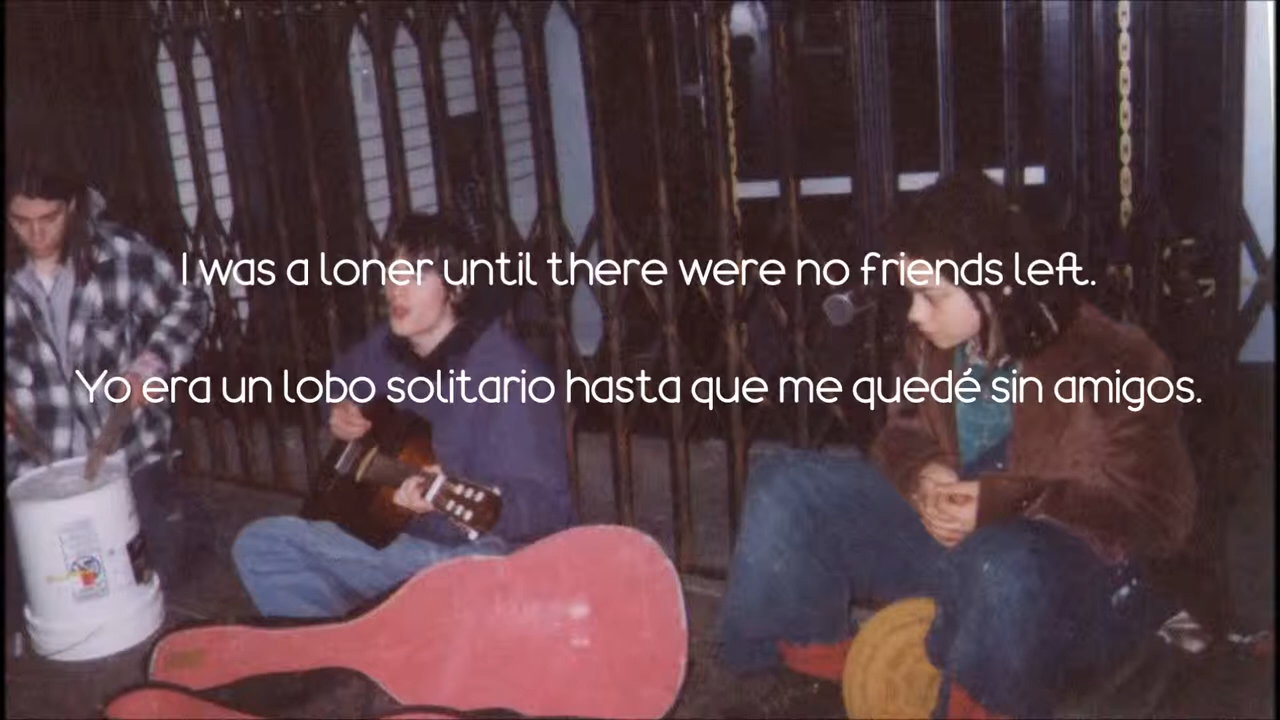 I was a loner until there were no friends left.
Yo era un lobo solitario hasta que me quedé sin amigos.